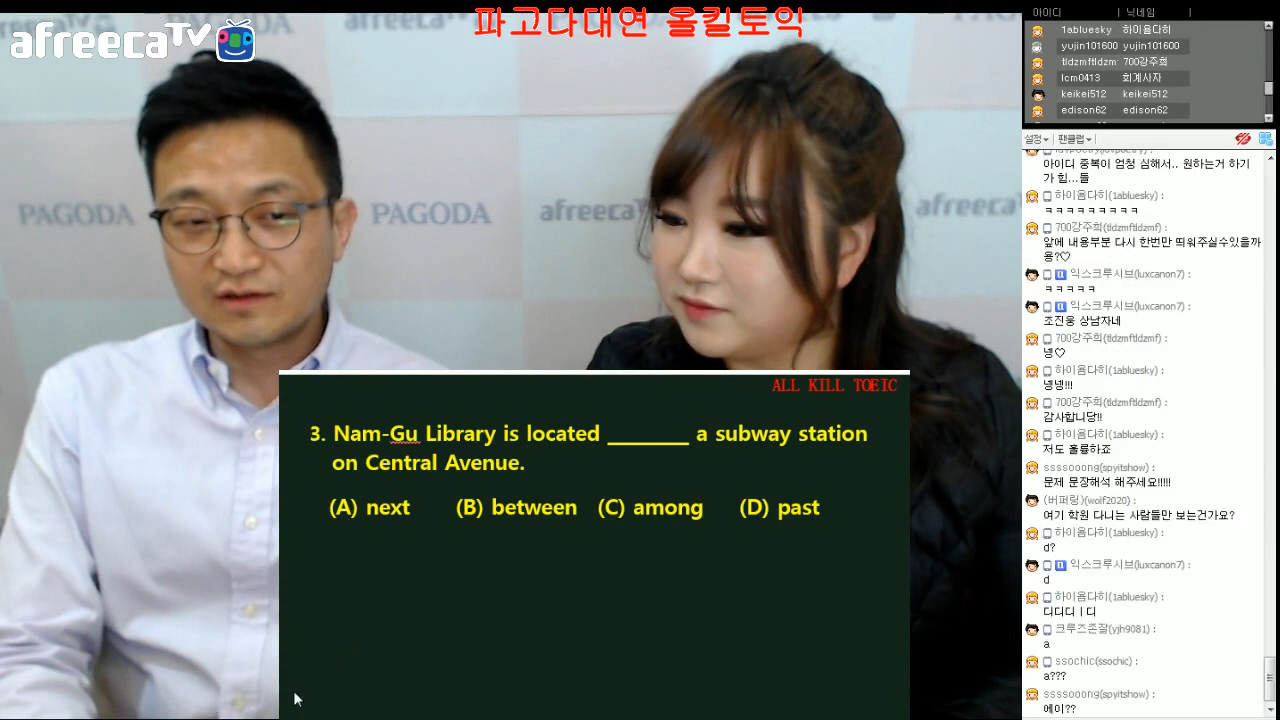 afreecaTV
파고다대연 올킬토익
PAGODA
PAGODA
afreecaT
afreecaT
ALL KILL TOEIC
3. Nam-Gu Library is located ________ a subway station
on Central Avenue.
(A) next (B) between (C) among (D) past
아이디 닉네임
1abluesky 하이욤다히
yujin101600 yujin101600
tldzmftldzm 700강주희
lcm0413 회계사자
keikei512 keikei512
edison62 edison62
설정 팬클럽
아이디 중복이 엄청 심해서.. 원하는거 하기
가 힘...들
하이욤다히(1abluesky) :
ㅋㅋㅋㅋㅋㅋㅋㅋㅋ
700강주희(tldzmftldzmf) :
앞에 내용부분 다시 한번만 띄워주실수있을까
용?♡
익스크루시브(luxcanon7) :
ㅋㅋㅋㅋㅋ
익스크루시브(luxcanon7) :
조진웅 상남자네
700강주희(tldzmftldzmf) :
넹♡
하이욤다히(1abluesky) :
넹넹!!!
700강주희(tldzmftldzmf) :
감사합니당!!
하이욤다히(1abluesky) :
저도 훌륭하죠
ssssooong(spyitshow) :
문제 문장해석 해주세요!!!!!
(버퍼링)(wolf2020) :
여기 학원 다니는 사람들만 보는건가요?
하이욤다히(1abluesky) :
d?
익스크루시브(luxcanon7) :
d
하이욤다히(1abluesky) :
디디디ㅣ디
크루즈존잘(yjh9081) :
a
ssochic(ssochic) :
a???
ssssooong(spyitshow) :
에이??